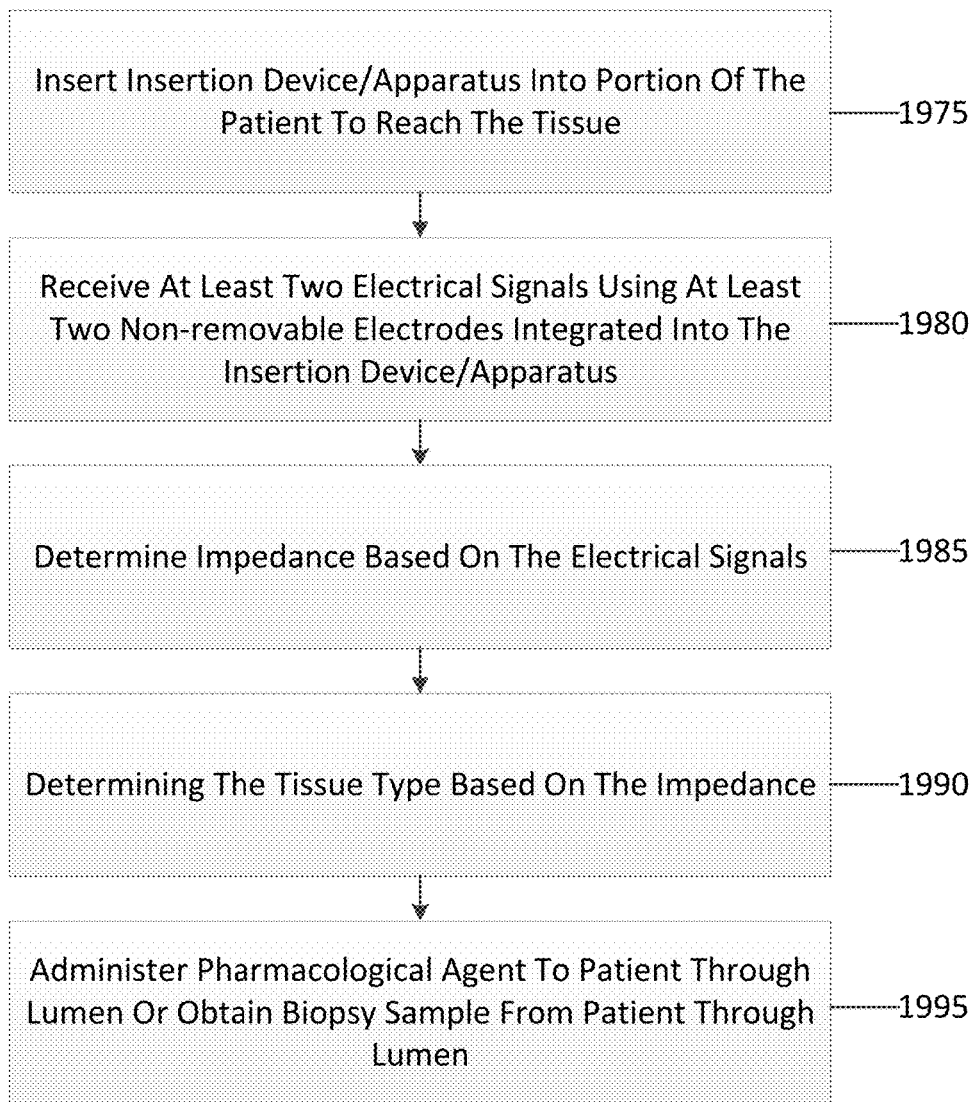 Insert Insertion Device/Apparatus Into Portion Of The
Patient To Reach The Tissue
1975
Receive At Least Two Electrical Signals Using At Least
Two Non-removable Electrodes Integrated Into The
Insertion Device/Apparatus
1980
Determine Impedance Based On The Electrical Signals
1985
Determining The Tissue Type Based On The Impedance
1990
Administer Pharmacological Agent To Patient Through
Lumen Or Obtain Biopsy Sample From Patient Through
Lumen
1995